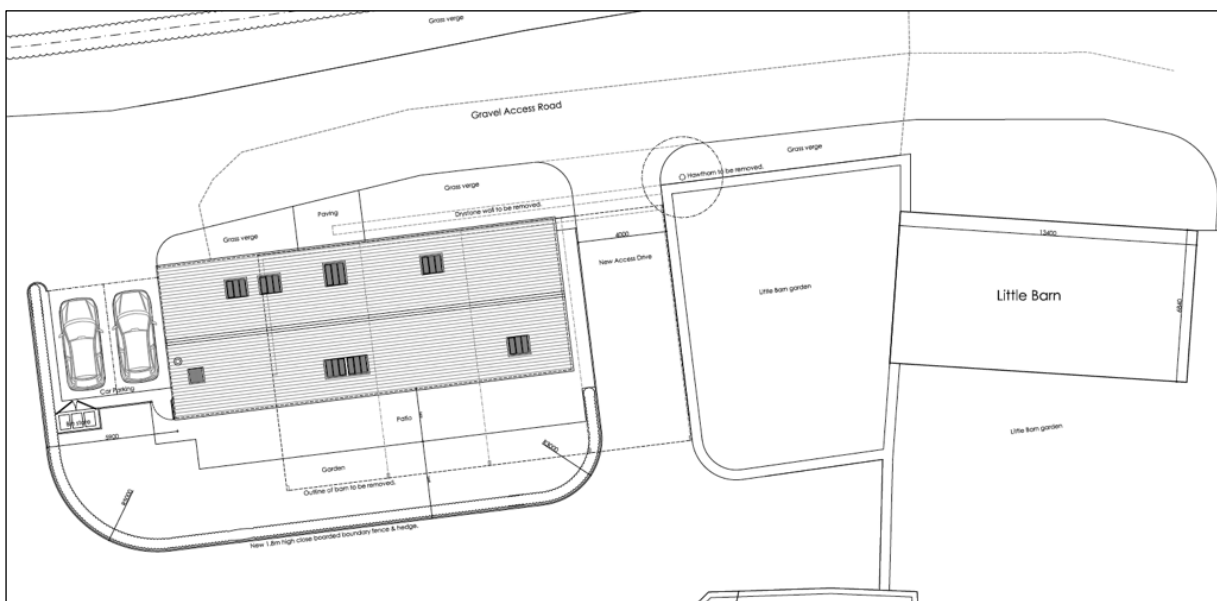 Grass verge
Gravel Access Road
Grass verge
Hawthorn to be removed.
Grass verge
Paving
Drystone wall to be removed.
Grass verge
4000
13400
New Access Drive
Little Barn garden
Little Barn
Car Parking
Bin store
Patio
Little Barn garden
Garden
Outline of barn to be removed.
New 1.8m high close boarded boundary fence & hedge.